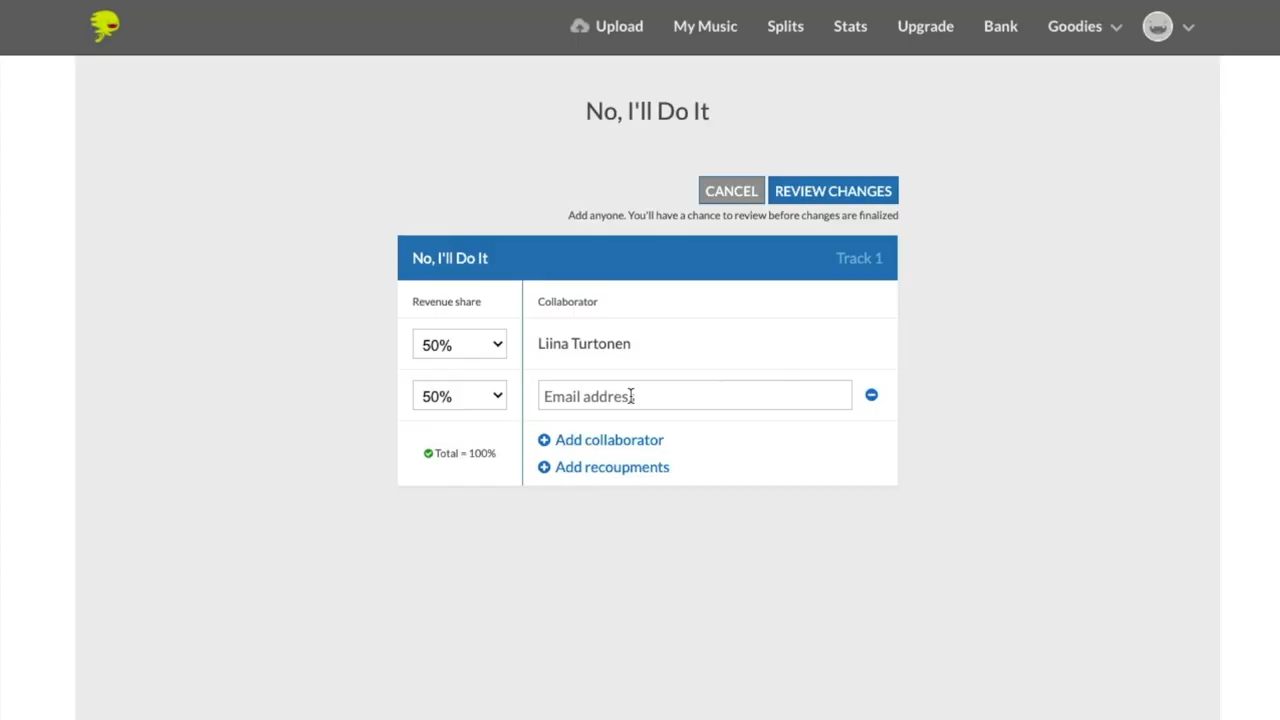 Upload My Music Splits Stats Upgrade Bank Goodies
No, I'll Do It
CANCEL REVIEW CHANGES
Add anyone. You'll have a chance to review before changes are finalized
No, I'll Do It Track 1
Revenue share Collaborator
50% Liina Turtonen
50% Email address
Add collaborator
Total = 100%
Add recoupments